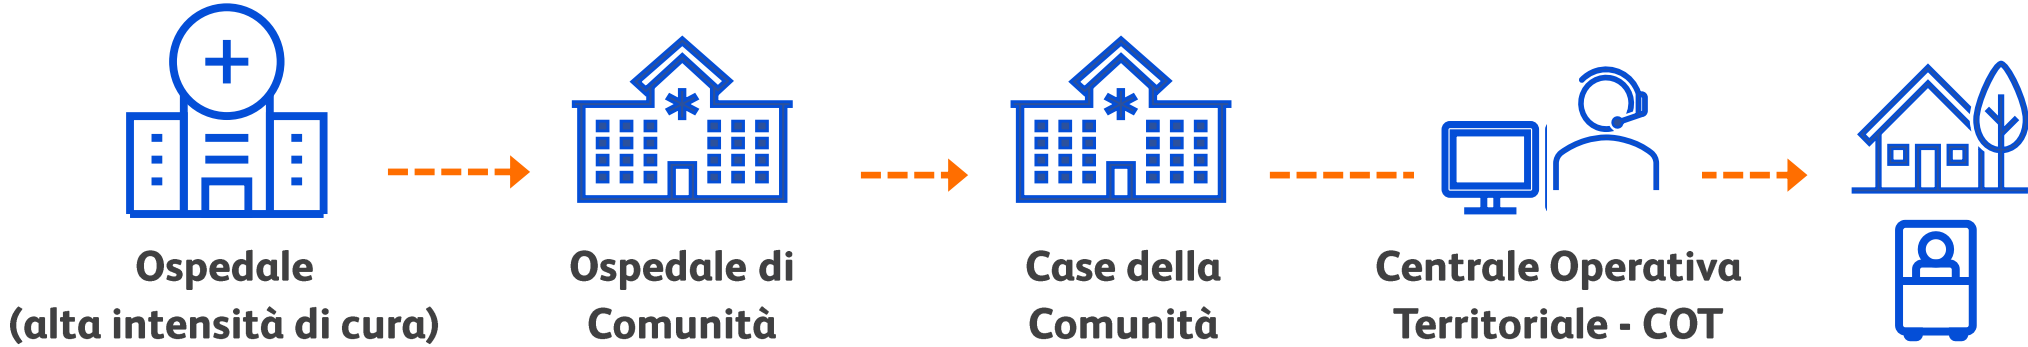 Ospedale
(alta intensità di cura)
Ospedale di
Comunità
Case della
Comunità
Centrale Operativa
Territoriale - COT